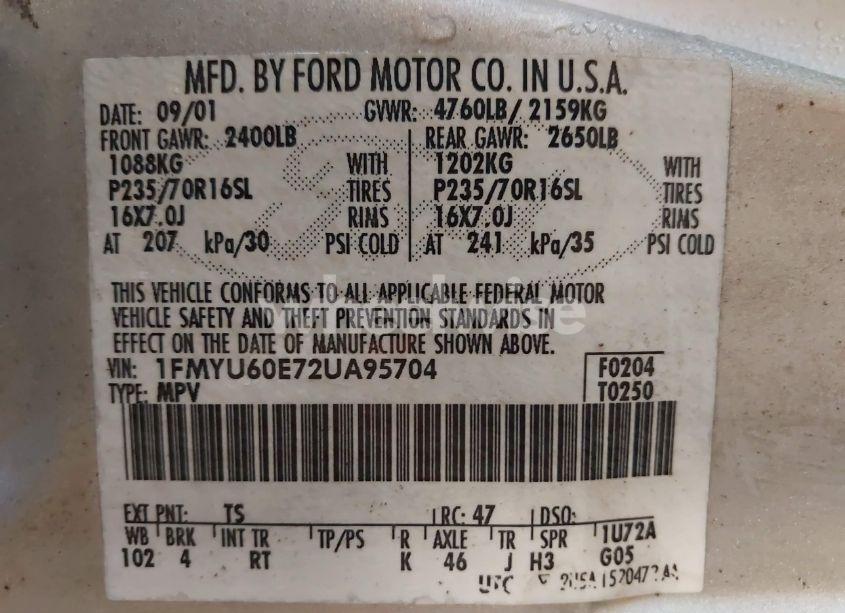 MFD. BY FORD MOTOR CO. IN U.S.A.
DATE: 09/01 GVWR: 4760LB/ 2159KG
FRONT GAWR: 2400LB REAR GAWR: 2650LB
1088KG WITH 1202KG WITH
P235/70R16SL TIRES P235/70R16SL TIRES
16X7.0J RIMS 16X7.0J RIMS
AT 207 kPa/30 PSI COLD AT 241 kPa/35 PSI COLD
THIS VEHICLE CONFORMS TO ALL APPLICABLE FEDERAL MOTOR
VEHICLE SAFETY AND THEFT PREVENTION STANDARDS IN
EFFECT ON THE DATE OF MANUFACTURE SHOWN ABOVE.
VIN: 1FMYU60E72UA95704 F0204
TYPE: MPV T0250
EXT PNT: TS RC: 47 DSO:
WB BRK INT TR TP/PS R AXLE TR SPR 1U72A
102 4 RT K 46 J H3 G05
UTC